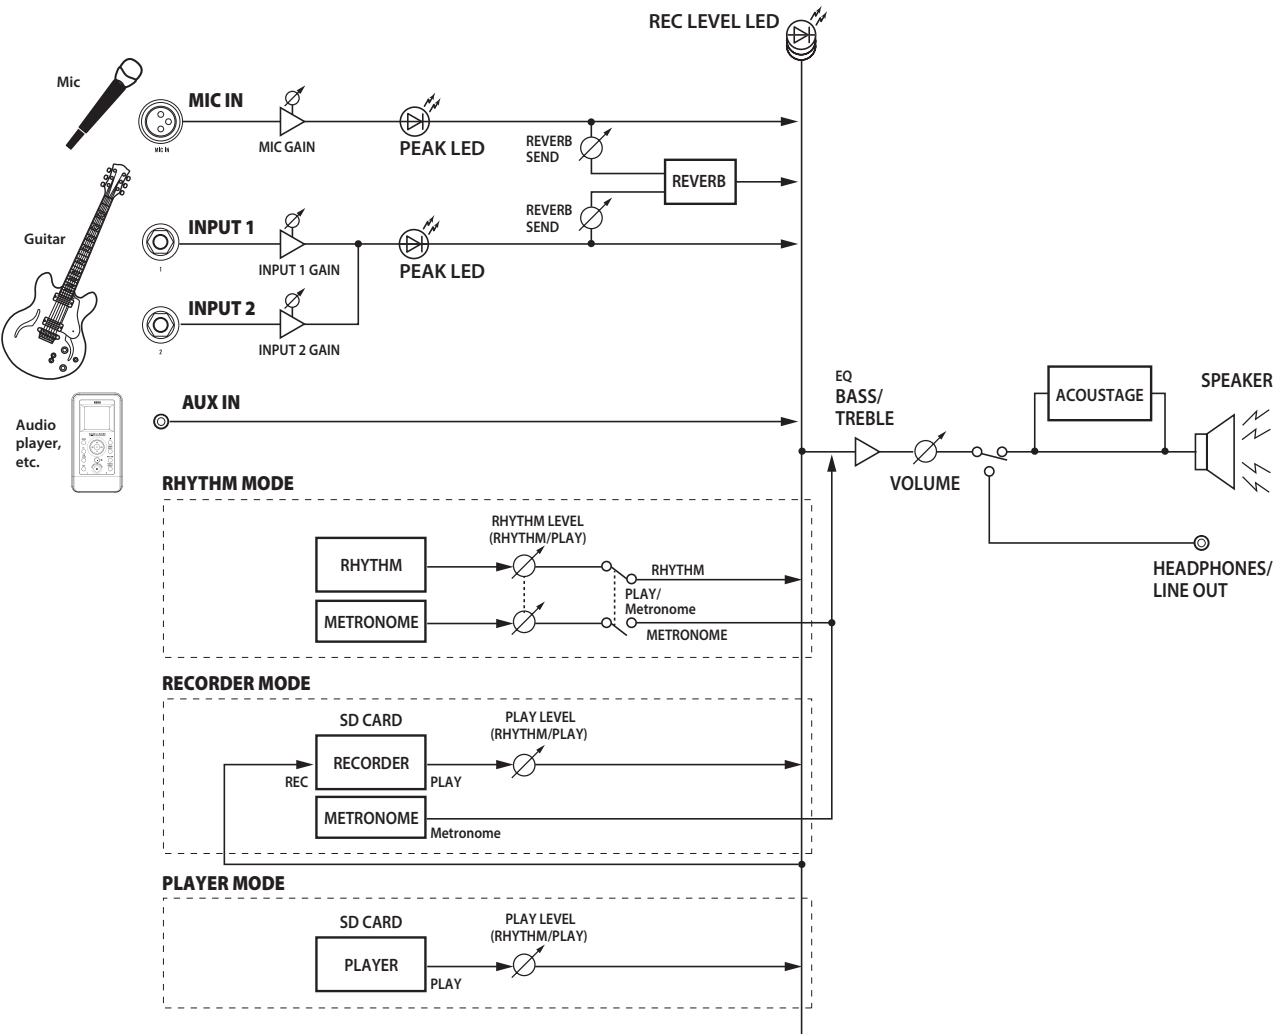 REC LEVEL LED
Mic
MIC IN
MIC IN
MIC GAIN
PEAK LED
REVERB
SEND
REVERB
REVERB
SEND
Guitar
INPUT 1
1
INPUT 1 GAIN
PEAK LED
INPUT 2
2
INPUT 2 GAIN
Audio
player,
etc.
AUX IN
EQ
BASS/
TREBLE
VOLUME
ACOUSTAGE
SPEAKER
HEADPHONES/
LINE OUT
RHYTHM MODE
RHYTHM LEVEL
(RHYTHM/PLAY)
RHYTHM
RHYTHM
PLAY/
Metronome
METRONOME
METRONOME
RECORDER MODE
SD CARD
PLAY LEVEL
(RHYTHM/PLAY)
RECORDER
REC
PLAY
METRONOME
Metronome
PLAYER MODE
SD CARD
PLAY LEVEL
(RHYTHM/PLAY)
PLAYER
PLAY